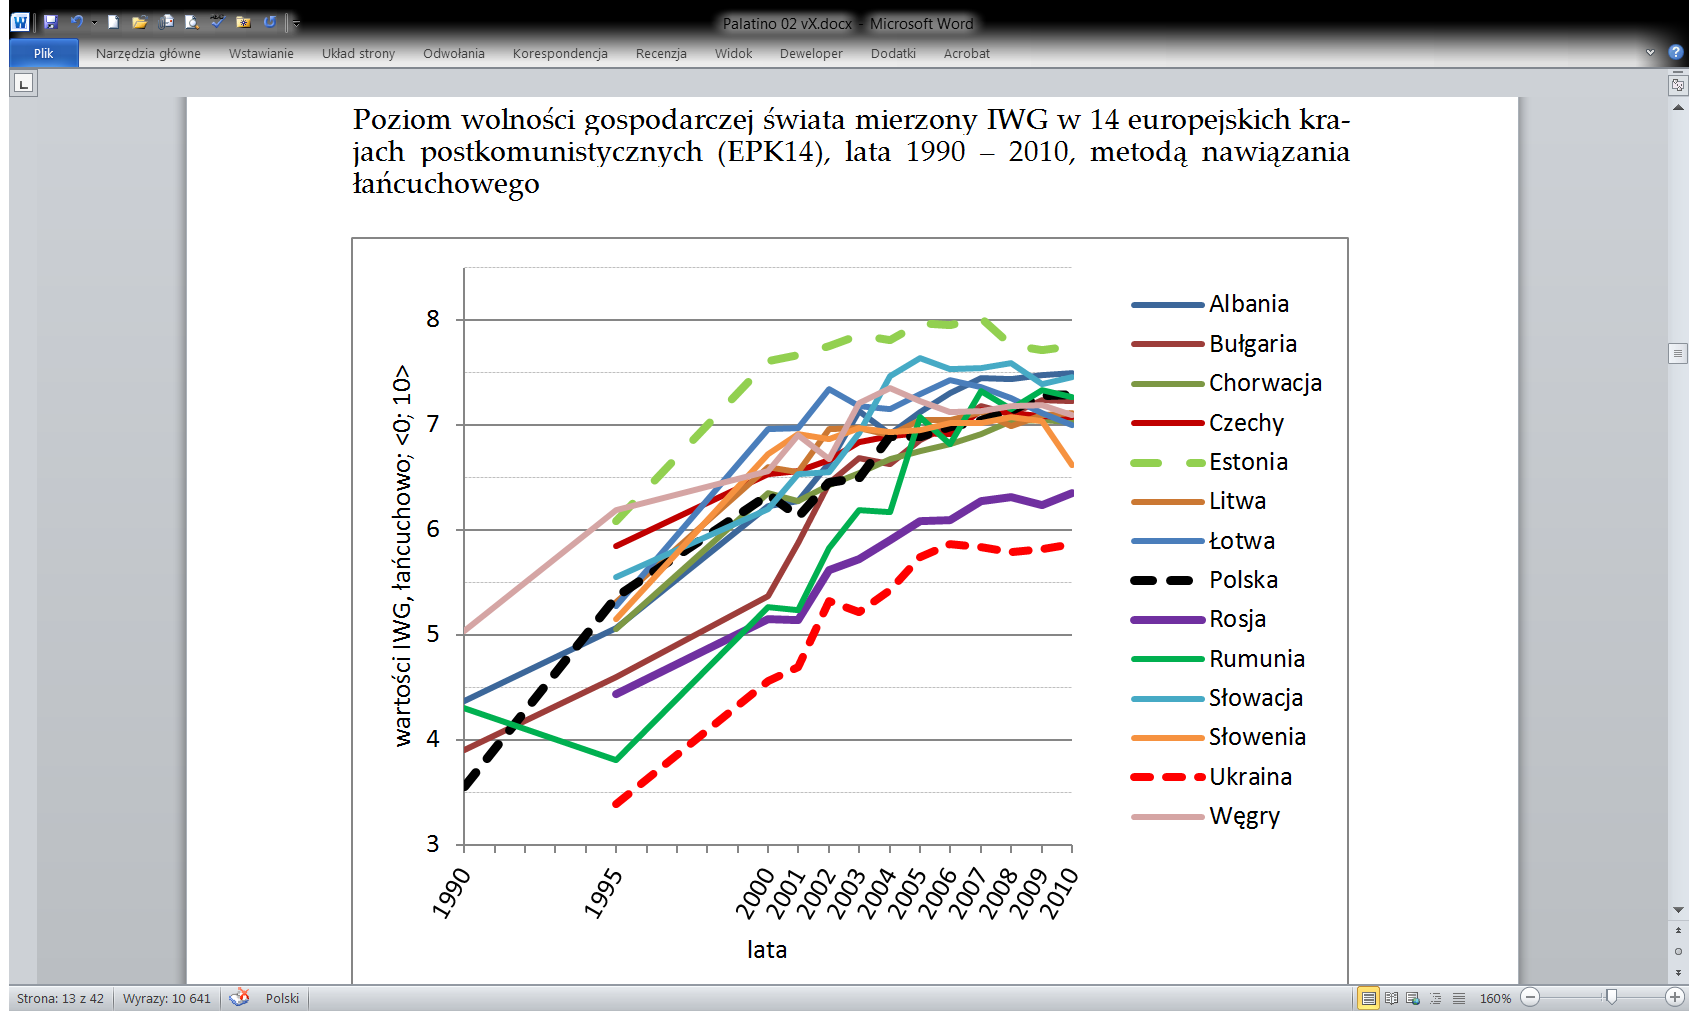 Palatino 02 vX.docx - Microsoft Word
Plik Narzędzia główne Wstawianie Układ strony Odwołania Korespondencja Recenzja Widok Deweloper Dodatki Acrobat
Poziom wolności gospodarczej świata mierzony IWG w 14 europejskich kra-
jach postkomunistycznych (EPK14), lata 1990 – 2010, metodą nawiązania
łańcuchowego
wartości IWG, łańcuchowo; <0; 10>
8
7
6
5
4
3
1990 1995 2000 2001 2002 2003 2004 2005 2006 2007 2008 2009 2010
lata
Albania
Bułgaria
Chorwacja
Czechy
Estonia
Litwa
Łotwa
Polska
Rosja
Rumunia
Słowacja
Słowenia
Ukraina
Węgry
Strona: 13 z 42 Wyrazy: 10 641 Polski 160%